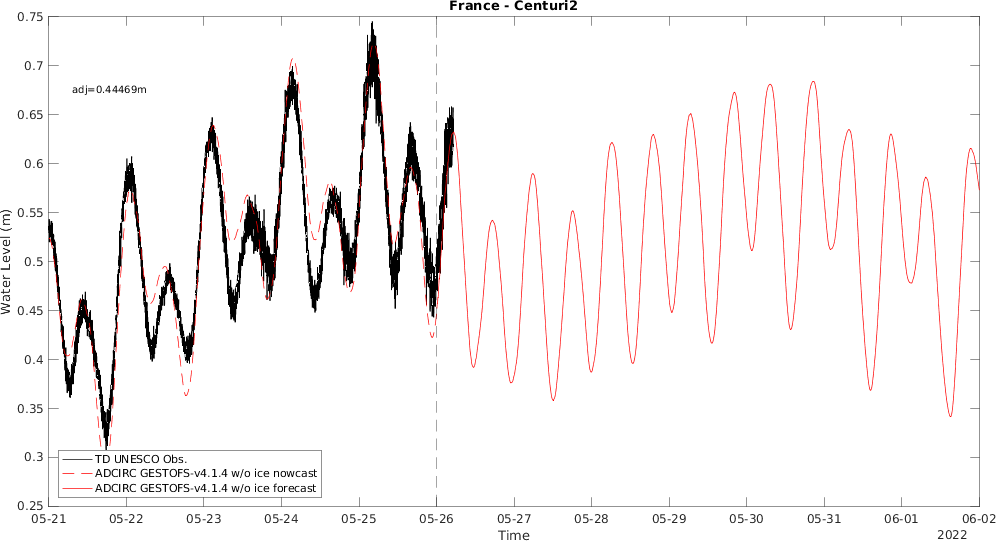 France - Centuri2
0.75
0.7
0.65
0.6
0.55
0.5
0.45
0.4
0.35
0.3
0.25
Water Level (m)
adj=0.44469m
TD UNESCO Obs.
ADCIRC GESTOFS-v4.1.4 w/o ice nowcast
ADCIRC GESTOFS-v4.1.4 w/o ice forecast
05-21 05-22 05-23 05-24 05-25 05-26 05-27 05-28 05-29 05-30 05-31 06-01 06-02
Time
2022